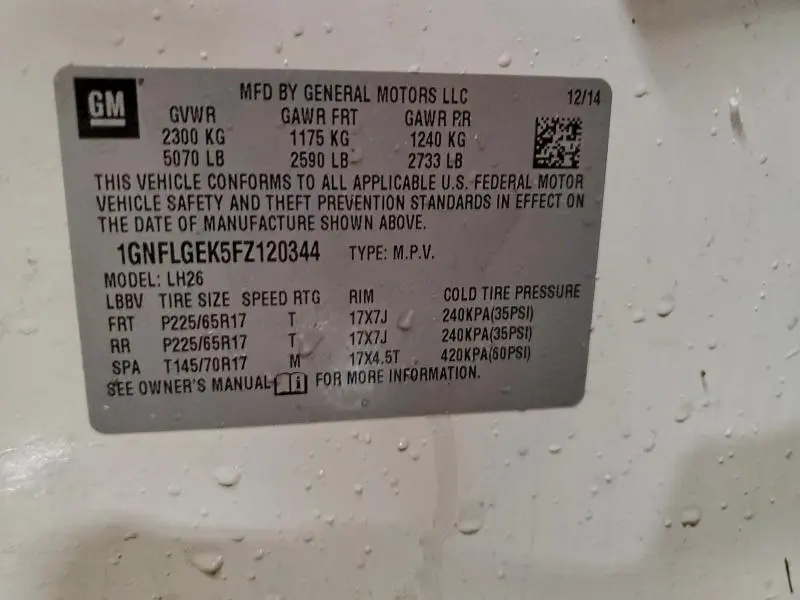 GM MFD BY GENERAL MOTORS LLC 12/14
GVWR GAWR FRT GAWR RR
2300 KG 1175 KG 1240 KG
5070 LB 2590 LB 2733 LB
THIS VEHICLE CONFORMS TO ALL APPLICABLE U.S. FEDERAL MOTOR
VEHICLE SAFETY AND THEFT PREVENTION STANDARDS IN EFFECT ON
THE DATE OF MANUFACTURE SHOWN ABOVE.
1GNFLGEK5FZ120344 TYPE: M.P.V.
MODEL: LH26
LBBV TIRE SIZE SPEED RTG RIM COLD TIRE PRESSURE
FRT P225/65R17 T 17X7J 240KPA(35PSI)
RR P225/65R17 T 17X7J 240KPA(35PSI)
SPA T145/70R17 M 17X4.5T 420KPA(60PSI)
SEE OWNER'S MANUAL FOR MORE INFORMATION.